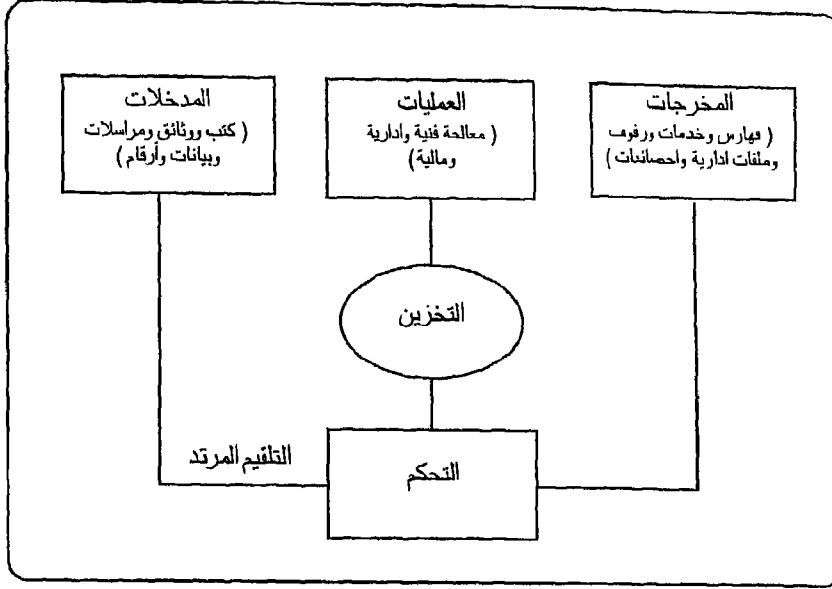 المخرجات
( فهارس وخدمات ورفوف
وملفات ادارية واحصائيات )
العمليات
( معالجة فنية وادارية
ومالية )
المدخلات
( كتب ووثائق ومراسلات
وبيانات وأرقام )
التخزين
التحكم
التلقيم المرتد